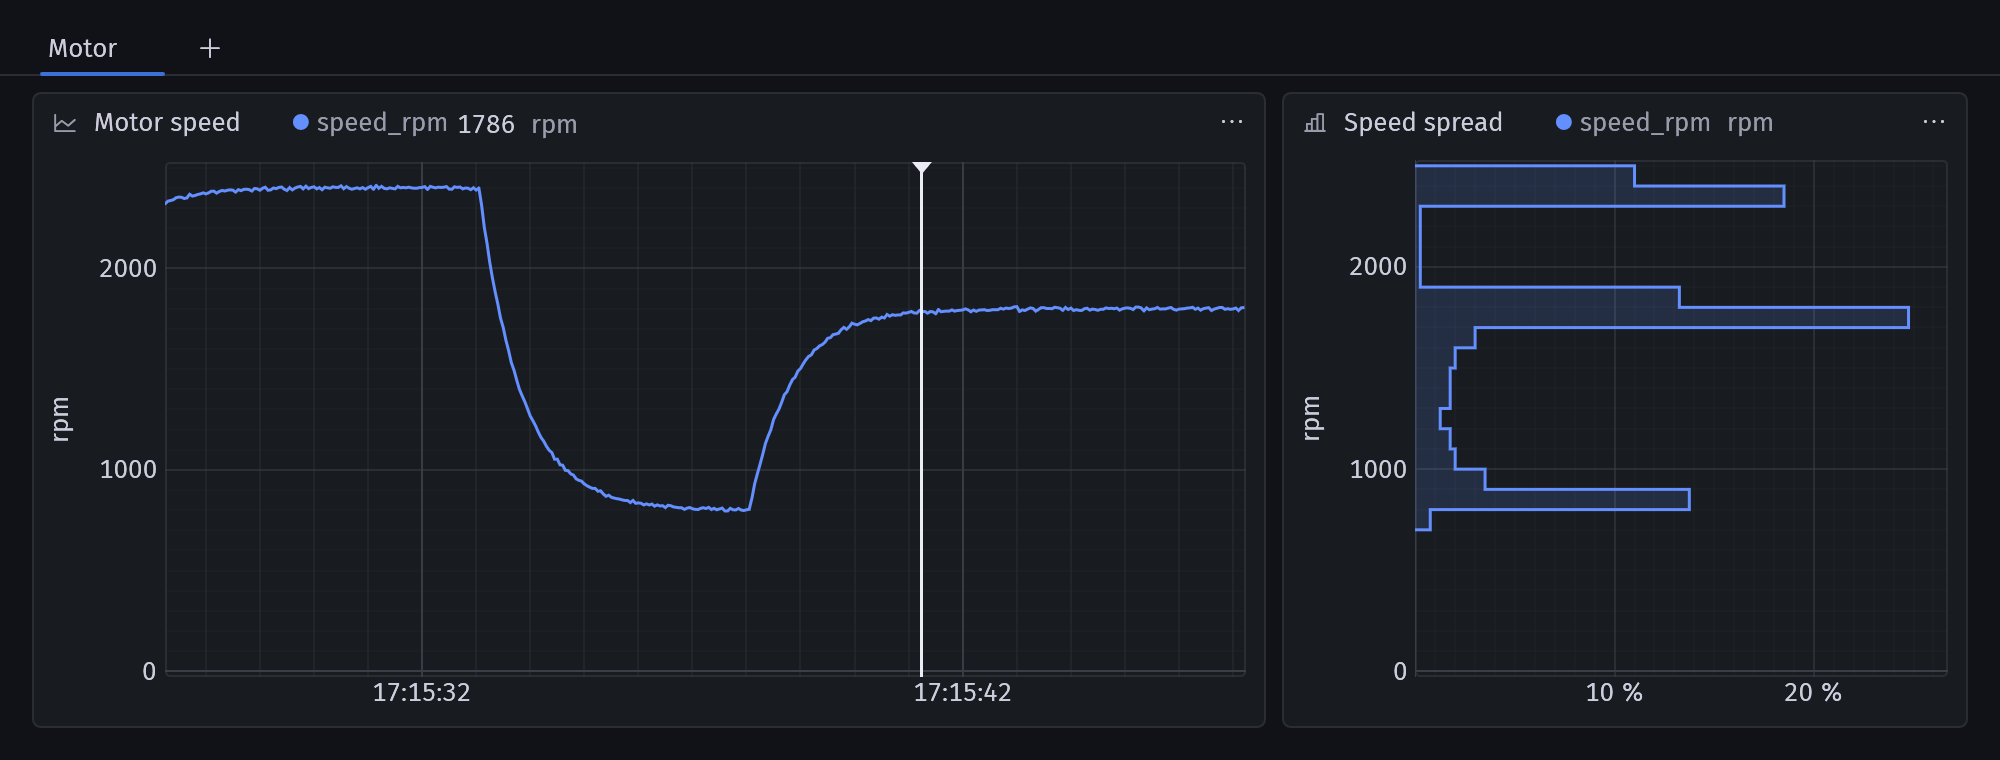 Motor +
Motor speed speed_rpm 1786 rpm ...
2000
1000
0
rpm
17:15:32 17:15:42
Speed spread speed_rpm rpm ...
2000
1000
0
rpm
10 % 20 %